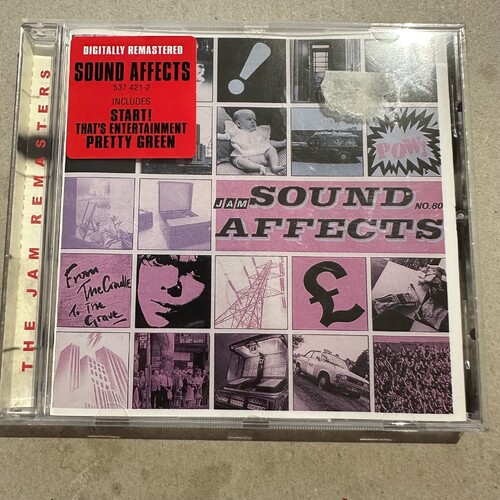 DIGITALLY REMASTERED
SOUND AFFECTS
537 421-2
INCLUDES
START!
THAT'S ENTERTAINMENT
PRETTY GREEN
THE JAM REMASTERS
!
POW!
JAM SOUND NO. 80
AFFECTS
From
The Cradle
To The
Grave
£